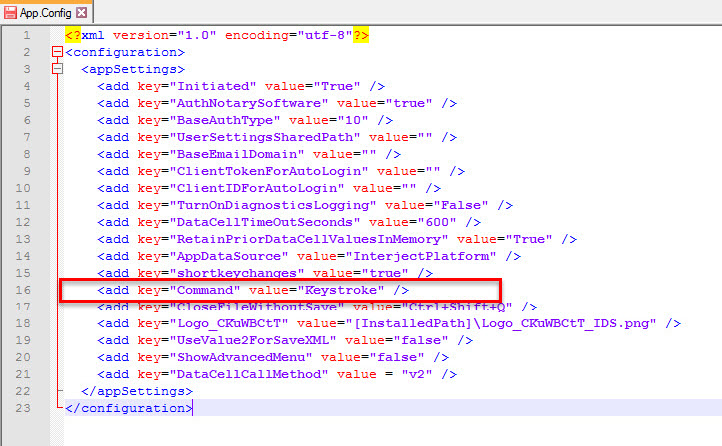 App.Config
1 <?xml version="1.0" encoding="utf-8"?>
2 <configuration>
3 <appSettings>
4 <add key="Initiated" value="True" />
5 <add key="AuthNotarySoftware" value="true" />
6 <add key="BaseAuthType" value="10" />
7 <add key="UserSettingsSharedPath" value="" />
8 <add key="BaseEmailDomain" value="" />
9 <add key="ClientTokenForAutoLogin" value="" />
10 <add key="ClientIDForAutoLogin" value="" />
11 <add key="TurnOnDiagnosticsLogging" value="False" />
12 <add key="DataCellTimeOutSeconds" value="600" />
13 <add key="RetainPriorDataCellValuesInMemory" value="True" />
14 <add key="AppDataSource" value="InterjectPlatform" />
15 <add key="shortkeychanges" value="true" />
16 <add key="Command" value="Keystroke" />
17 <add key="CloseFileWithoutSave" value="Ctrl+Shift+Q" />
18 <add key="Logo_CKuWBCtT" value="[InstalledPath]\Logo_CKuWBCtT_IDS.png" />
19 <add key="UseValue2ForSaveXML" value="false" />
20 <add key="ShowAdvancedMenu" value="false" />
21 <add key="DataCellCallMethod" value = "v2" />
22 </appSettings>
23 </configuration>